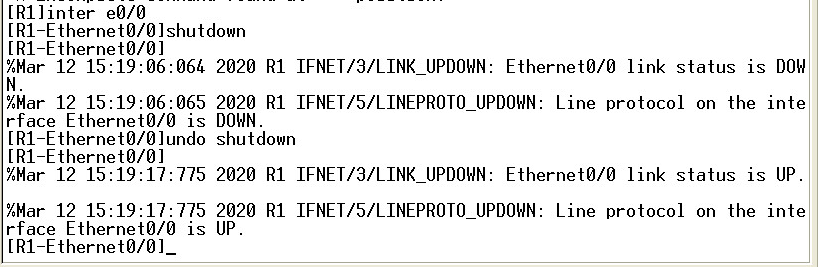 [R1]inter e0/0
[R1-Ethernet0/0]shutdown
[R1-Ethernet0/0]
%Mar 12 15:19:06:064 2020 R1 IFNET/3/LINK_UPDOWN: Ethernet0/0 link status is DOW
N.
%Mar 12 15:19:06:065 2020 R1 IFNET/5/LINEPROTO_UPDOWN: Line protocol on the inte
rface Ethernet0/0 is DOWN.
[R1-Ethernet0/0]undo shutdown
[R1-Ethernet0/0]
%Mar 12 15:19:17:775 2020 R1 IFNET/3/LINK_UPDOWN: Ethernet0/0 link status is UP.
%Mar 12 15:19:17:775 2020 R1 IFNET/5/LINEPROTO_UPDOWN: Line protocol on the inte
rface Ethernet0/0 is UP.
[R1-Ethernet0/0]_